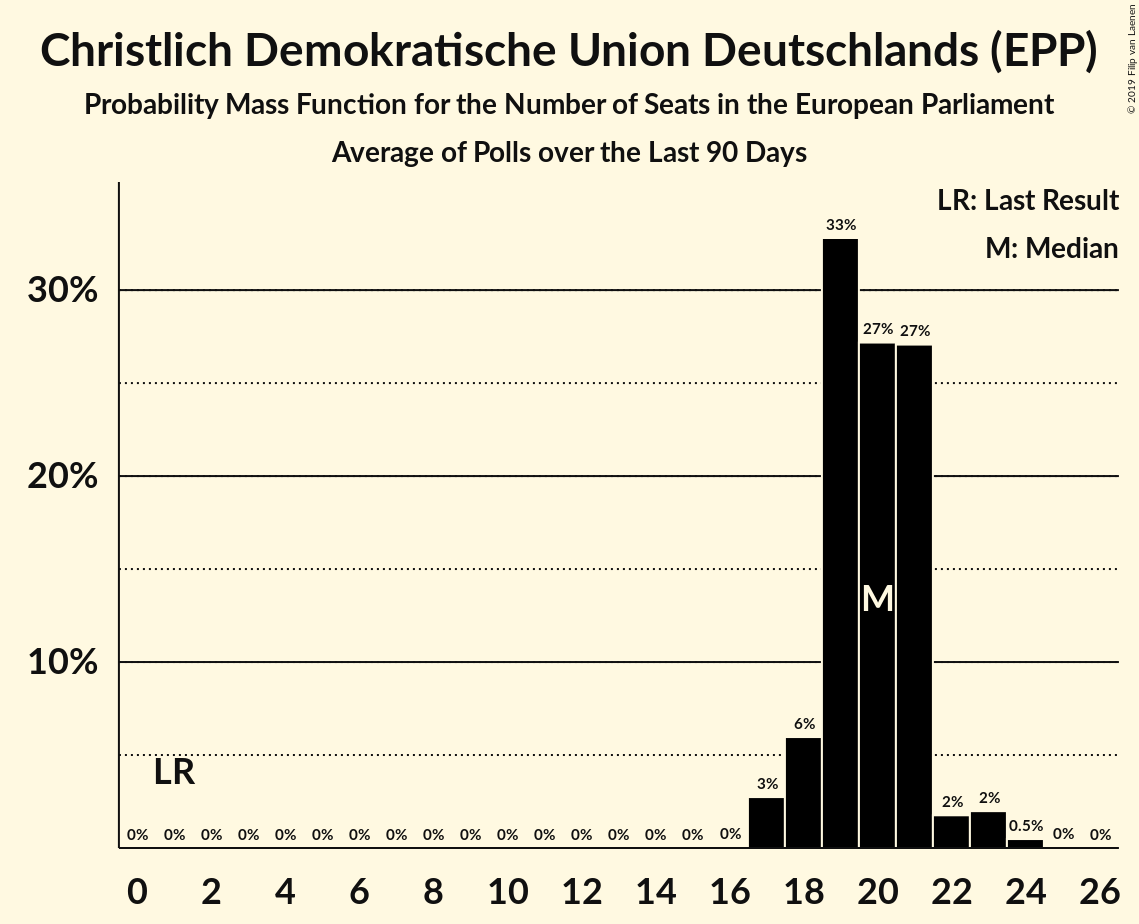 Christlich Demokratische Union Deutschlands (EPP)
Probability Mass Function for the Number of Seats in the European Parliament
Average of Polls over the Last 90 Days
© 2019 Filip van Laenen
LR: Last Result
M: Median
30%
20%
10%
33%
27%
27%
M
6%
LR
3%
2%
2%
0.5%
0% 0% 0% 0% 0% 0% 0% 0% 0% 0% 0% 0% 0% 0% 0% 0% 0% 0% 0%
0 2 4 6 8 10 12 14 16 18 20 22 24 26